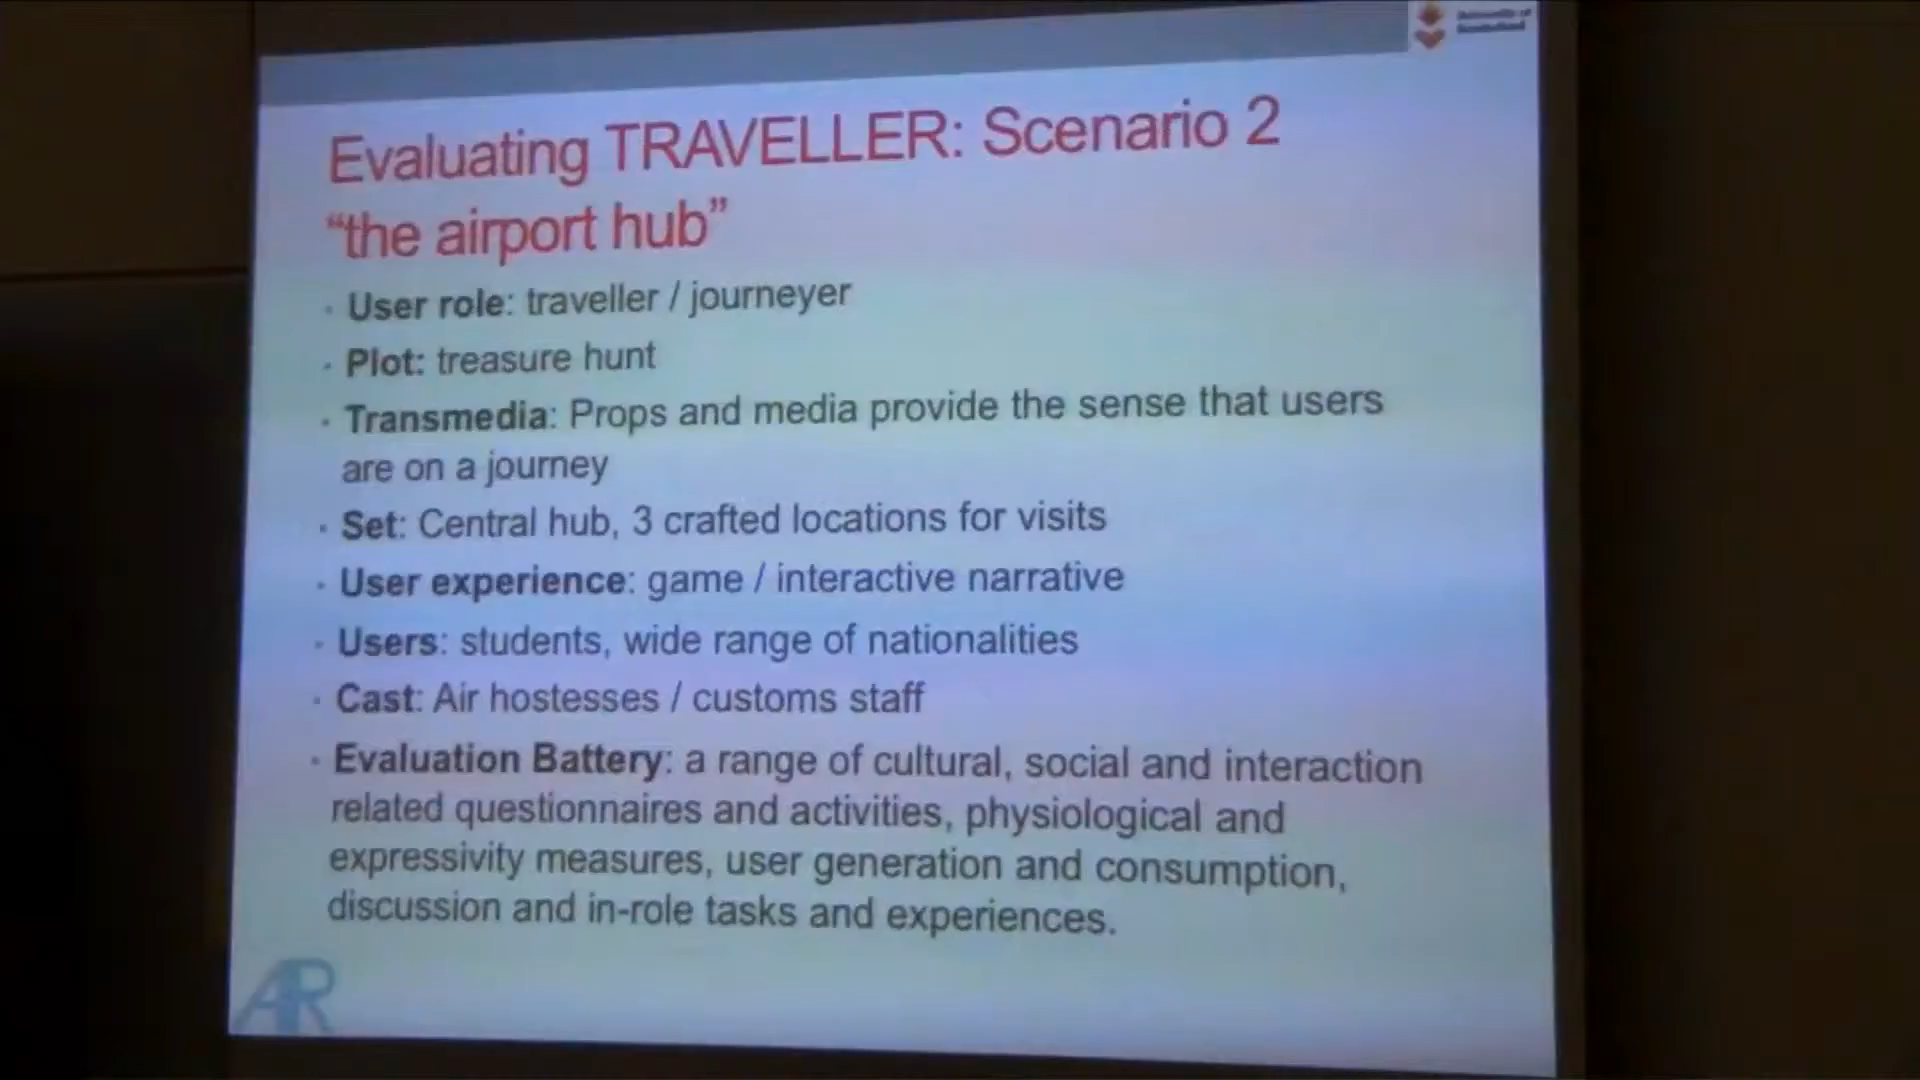 University of
Sunderland
Evaluating TRAVELLER: Scenario 2
“the airport hub”
· User role: traveller / journeyer
· Plot: treasure hunt
· Transmedia: Props and media provide the sense that users
are on a journey
· Set: Central hub, 3 crafted locations for visits
· User experience: game / interactive narrative
· Users: students, wide range of nationalities
· Cast: Air hostesses / customs staff
· Evaluation Battery: a range of cultural, social and interaction
related questionnaires and activities, physiological and
expressivity measures, user generation and consumption,
discussion and in-role tasks and experiences.
AR